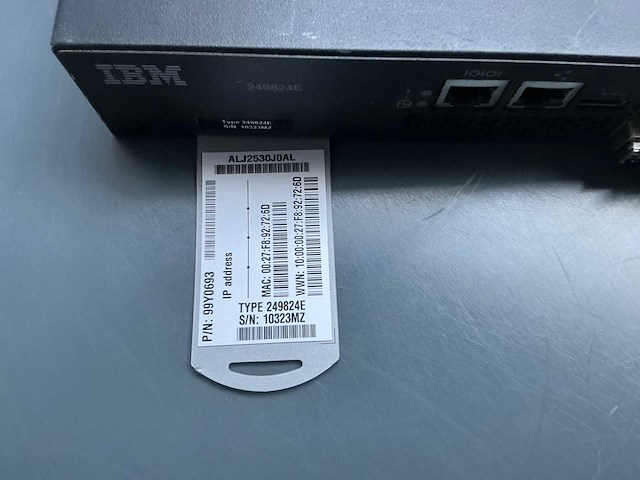 IBM
249824E
IOIOI
Type 249824E
S/N: 10323MZ
ALJ2530J0AL
P/N: 99Y0693
IP address
MAC: 00:27:F8:92:72:6D
WWN: 10:00:00:27:F8:92:72:6D
TYPE 249824E
S/N: 10323MZ